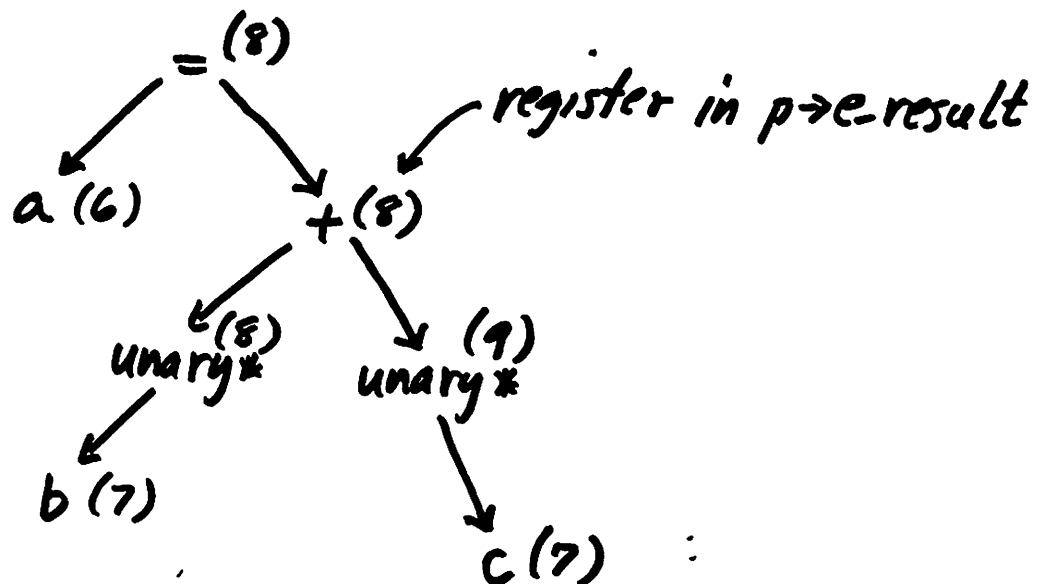 = (8)
register in p→e_result
a (6)
+ (8)
unary* (8)
unary* (9)
b (7)
c (7)